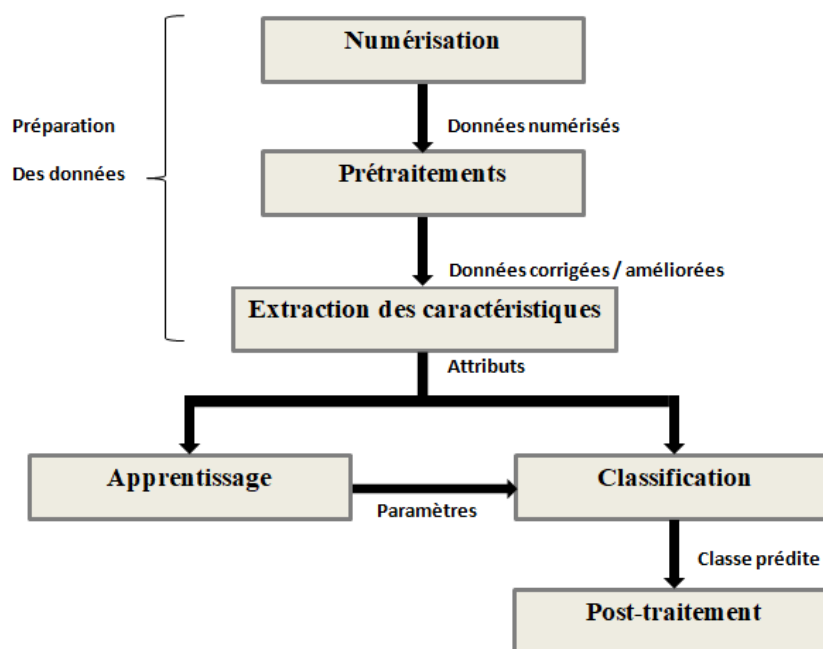 Numérisation
Données numérisés
Préparation
Des données
Prétraitements
Données corrigées / améliorées
Extraction des caractéristiques
Attributs
Apprentissage
Paramètres
Classification
Classe prédite
Post-traitement